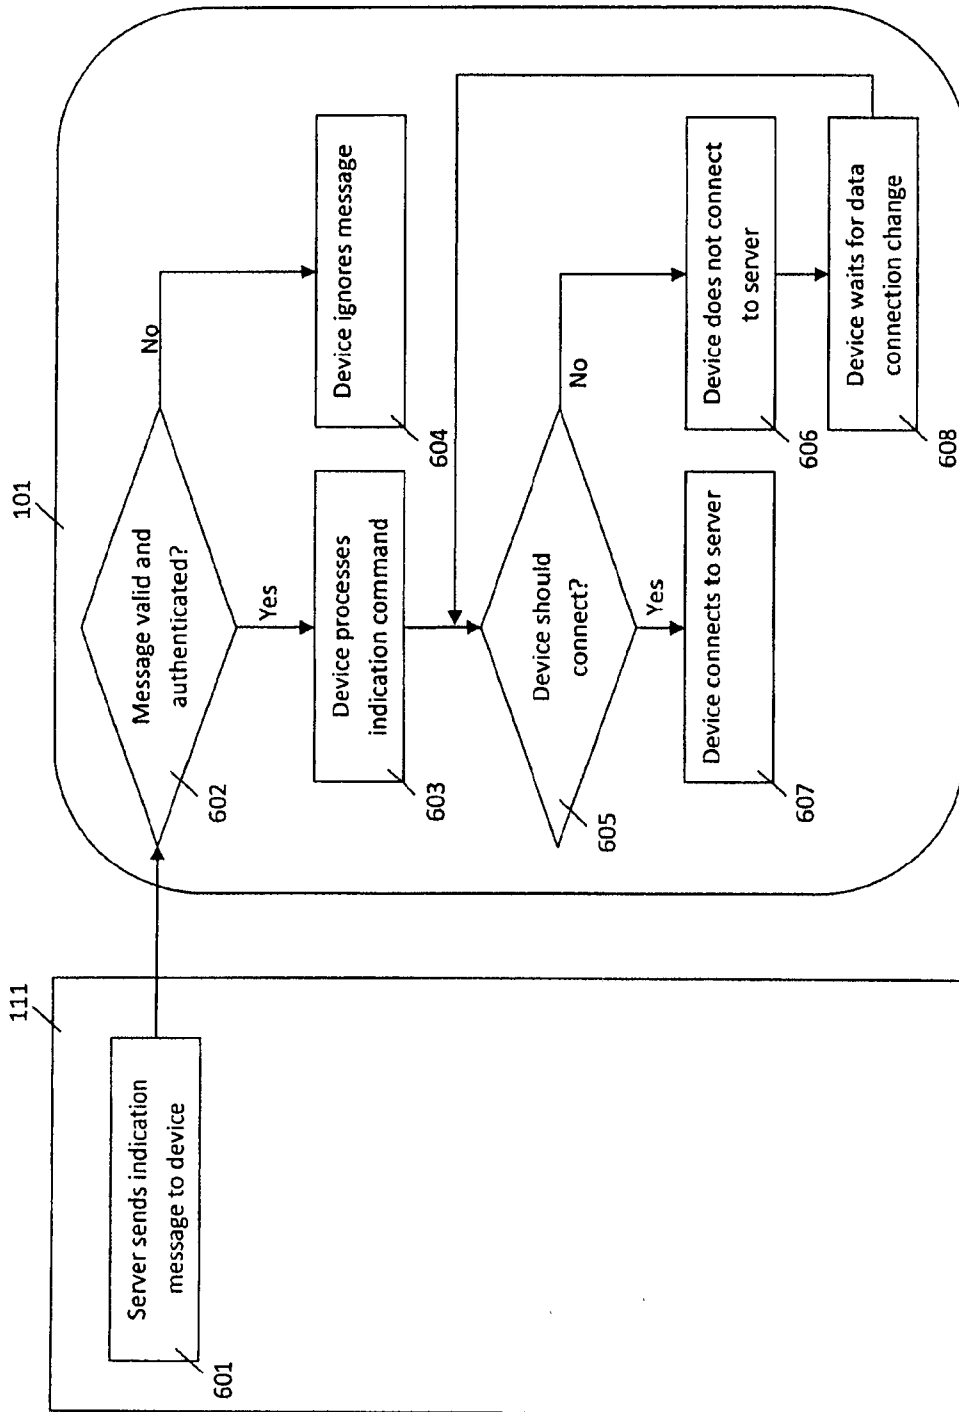 111
Server sends indication
message to device
601
101
Message valid and
authenticated?
602
No
Yes
Device ignores message
604
Device processes
indication command
603
Device should
connect?
605
No
Yes
Device does not connect
to server
606
Device connects to server
607
Device waits for data
connection change
608